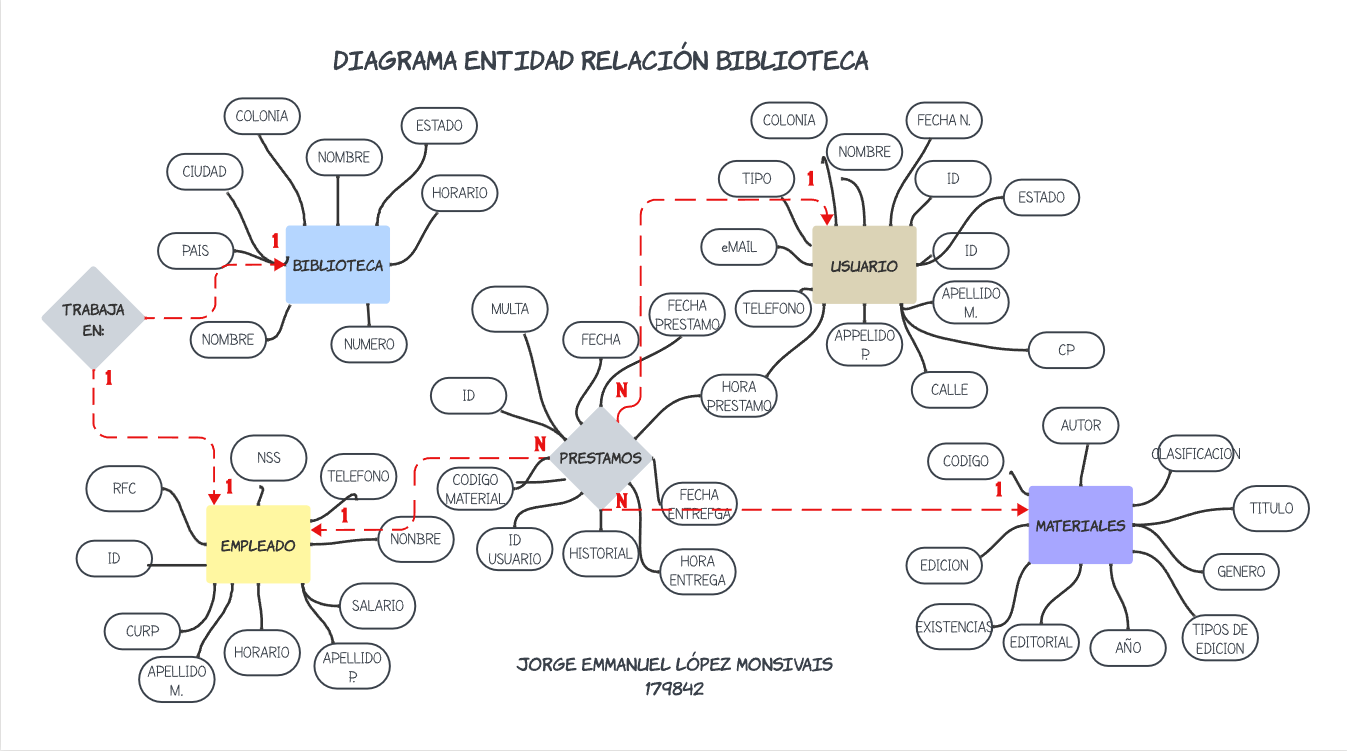 DIAGRAMA ENTIDAD RELACIÓN BIBLIOTECA
COLONIA
ESTADO
NOMBRE
CIUDAD
HORARIO
PAIS
1
BIBLIOTECA
TRABAJA
EN:
NOMBRE
NUMERO
1
COLONIA
FECHA N.
NOMBRE
TIPO
1
ID
ESTADO
eMAIL
ID
USUARIO
TELEFONO
APELLIDO
M.
APPELIDO
P.
CP
CALLE
MULTA
FECHA
PRESTAMO
FECHA
ID
N
HORA
PRESTAMO
N
PRESTAMOS
CODIGO
MATERIAL
N
FECHA
ENTREFGA
ID
USUARIO
HISTORIAL
HORA
ENTREGA
NSS
TELEFONO
RFC
1
1
NONBRE
EMPLEADO
ID
SALARIO
CURP
HORARIO
APELLIDO
P.
APELLIDO
M.
AUTOR
CODIGO
CLASIFICACION
1
TITULO
MATERIALES
EDICION
GENERO
EXISTENCIAS
EDITORIAL
AÑO
TIPOS DE
EDICION
JORGE EMMANUEL LÓPEZ MONSIVAIS
179842